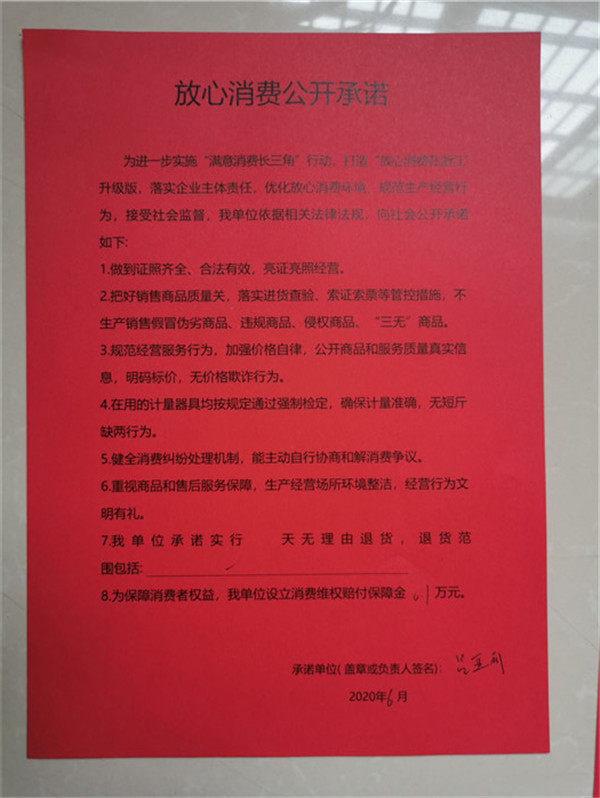 放心消费公开承诺
为进一步实施“满意消费长三角”行动，打造“放心消费在浙江”
升级版，落实企业主体责任，优化放心消费环境，规范生产经营行
为，接受社会监督，我单位依据相关法律法规，向社会公开承诺
如下:
1.做到证照齐全、合法有效，亮证亮照经营。
2.把好销售商品质量关，落实进货查验、索证索票等管控措施，不
生产销售假冒伪劣商品、违规商品、侵权商品、“三无”商品。
3.规范经营服务行为，加强价格自律，公开商品和服务质量真实信
息，明码标价，无价格欺诈行为。
4.在用的计量器具均按规定通过强制检定，确保计量准确，无短斤
缺两行为。
5.健全消费纠纷处理机制，能主动自行协商和解消费争议。
6.重视商品和售后服务保障，生产经营场所环境整洁，经营行为文
明有礼。
7.我单位承诺实行 天无理由退货，退货范
围包括:
8.为保障消费者权益，我单位设立消费维权赔付保障金 0.1 万元。
承诺单位(盖章或负责人签名):
2020年6月